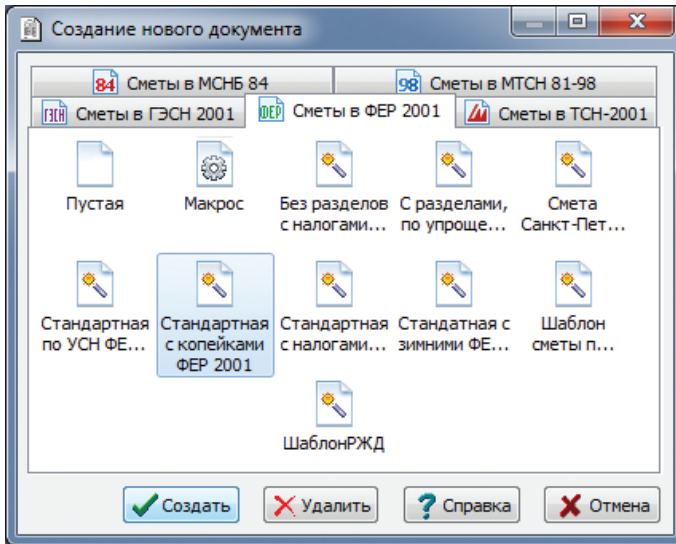 Создание нового документа
84 Сметы в МСНБ 84
98 Сметы в МТСН 81-98
ГЭСН Сметы в ГЭСН 2001
ФЕР Сметы в ФЕР 2001
Сметы в ТСН-2001
Пустая
Макрос
Без разделов
с налогами...
С разделами,
по упроще...
Смета
Санкт-Пет...
Стандартная
по УСН ФЕ...
Стандартная
с копейками
ФЕР 2001
Стандартная
с налогами...
Стандатная с
зимними ФЕ...
Шаблон
сметы п...
ШаблонРЖД
Создать
Удалить
? Справка
Отмена